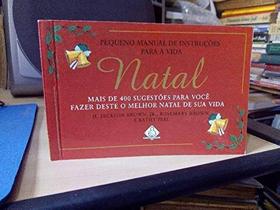 PEQUENO MANUAL DE INSTRUÇÕES
PARA A VIDA
Natal
MAIS DE 400 SUGESTÕES PARA VOCÊ
FAZER DESTE O MELHOR NATAL DE SUA VIDA
H. JACKSON BROWN, JR., ROSEMARY BROWN
E KATHY PEEL